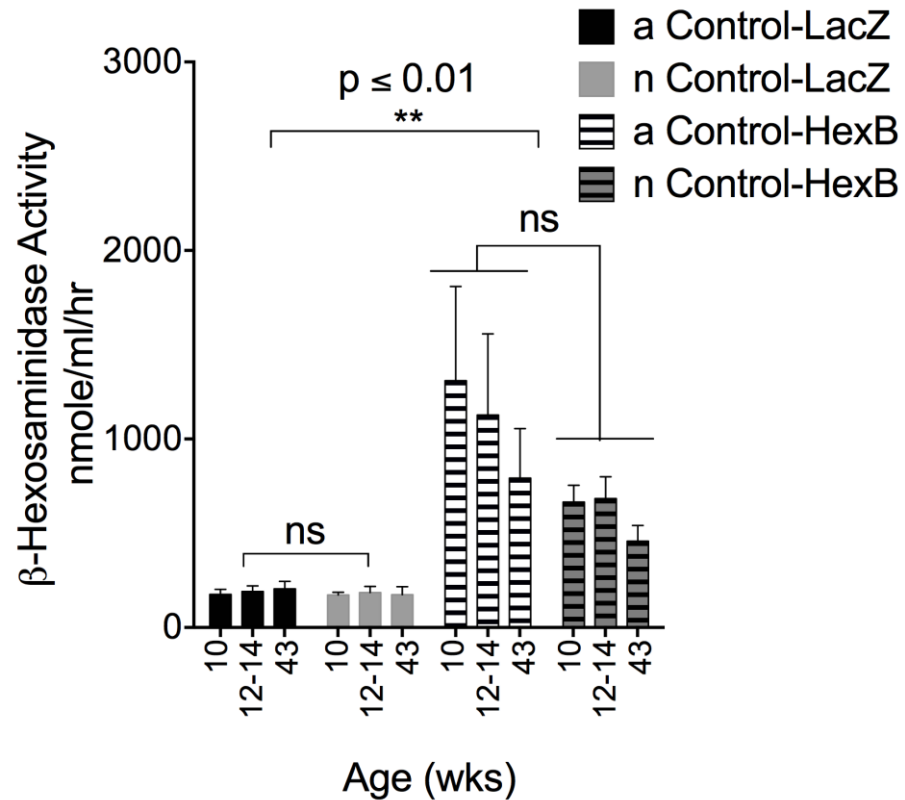 a Control-LacZ
n Control-LacZ
a Control-HexB
n Control-HexB
p ≤ 0.01
**
ns
ns
β-Hexosaminidase Activity
nmole/ml/hr
3000
2000
1000
0
10
12-14
43
10
12-14
43
10
12-14
43
10
12-14
43
Age (wks)